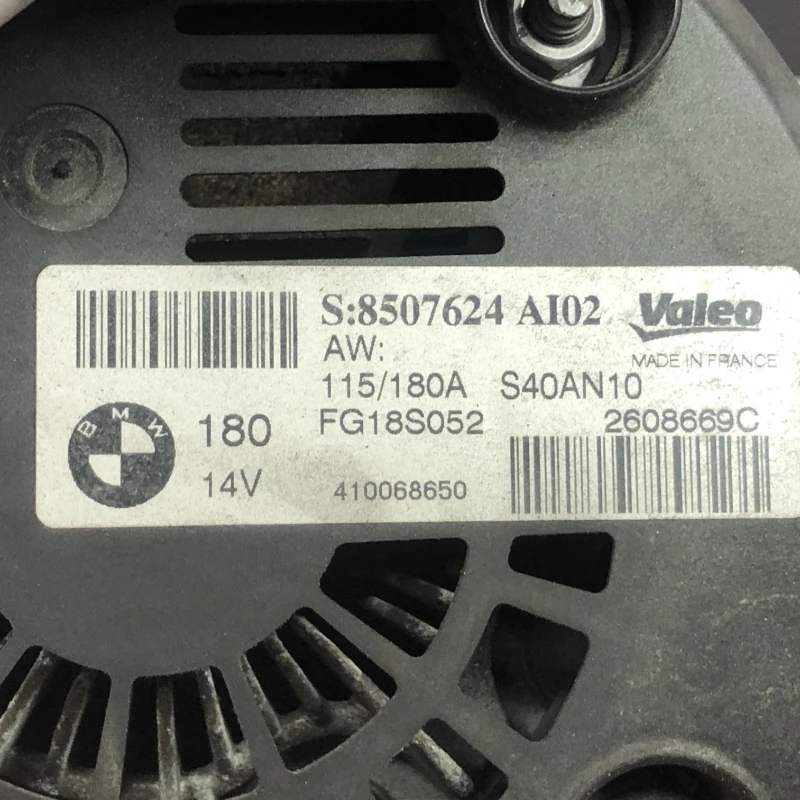 S:8507624 AI02 Valeo
AW:
MADE IN FRANCE
115/180A S40AN10
BMW 180 FG18S052 2608669C
14V 410068650